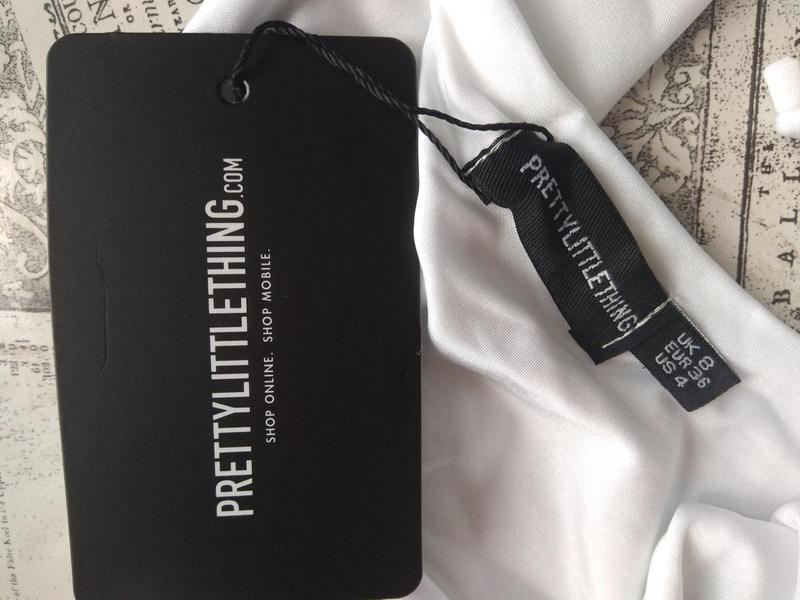 PRETTYLITTLETHING.COM
SHOP ONLINE. SHOP MOBILE.
PRETTYLITTLETHING
UK 8
EUR 36
US 4